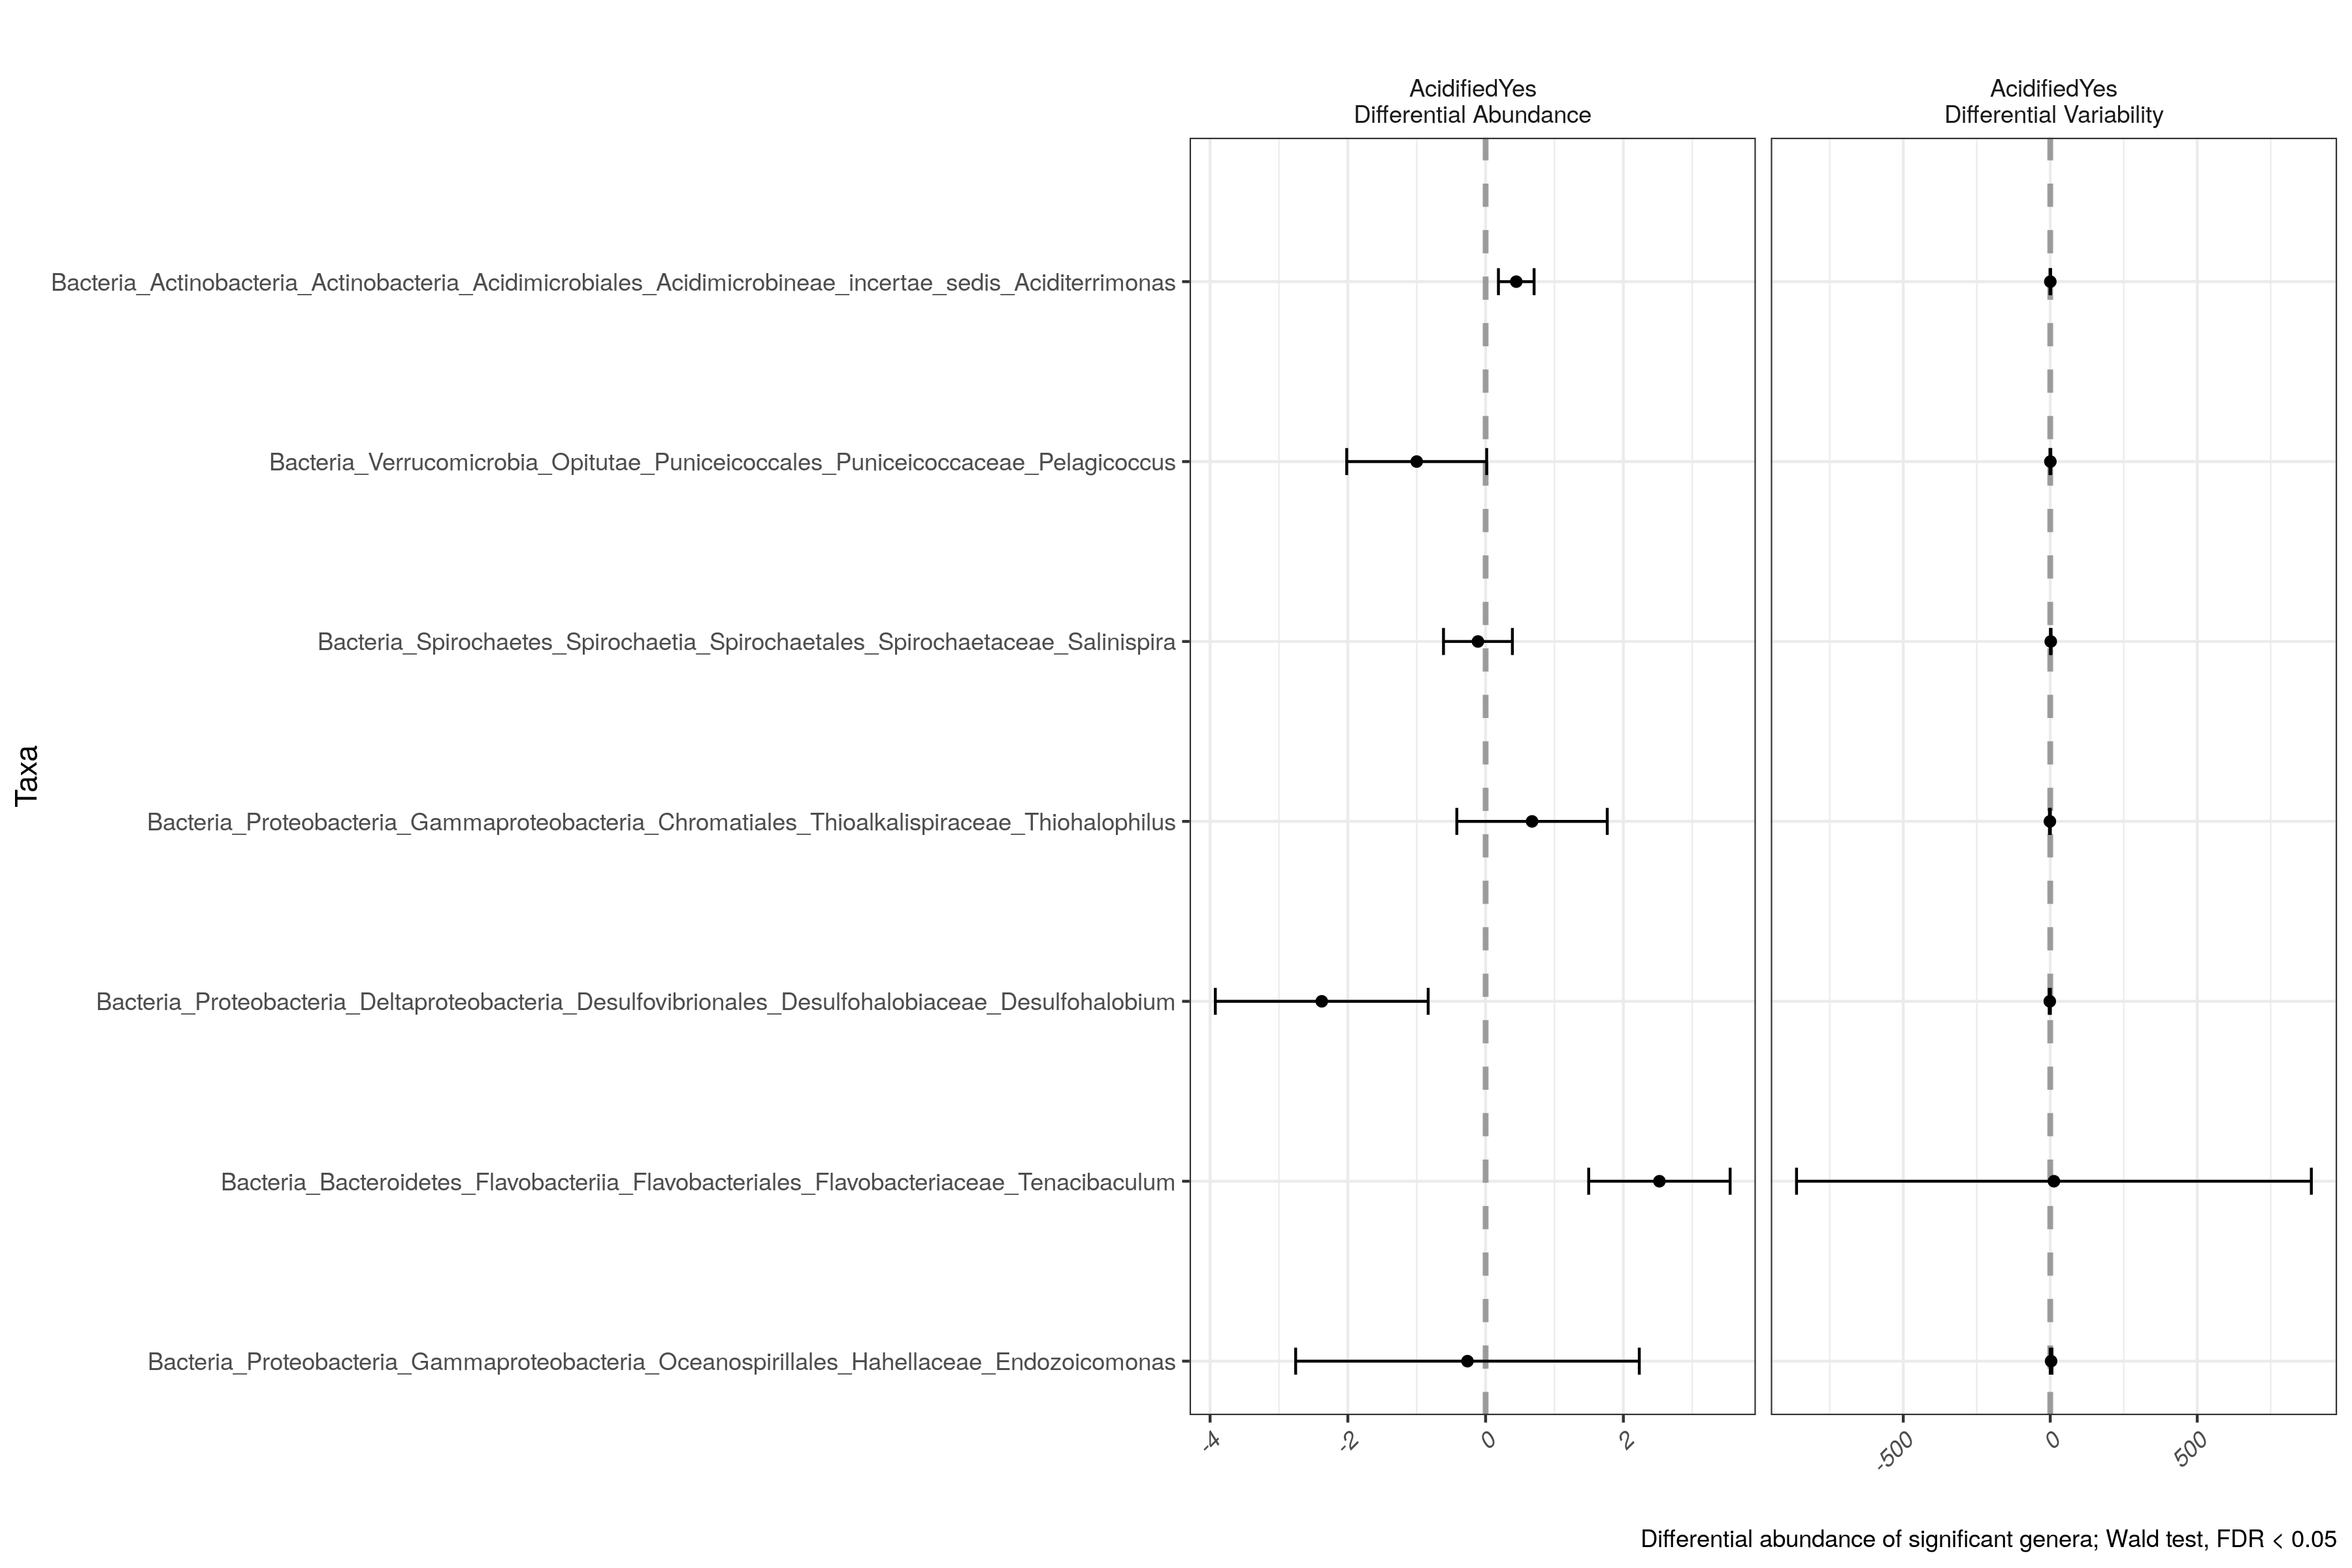 AcidifiedYes
Differential Abundance
AcidifiedYes
Differential Variability
Taxa
Bacteria_Actinobacteria_Actinobacteria_Acidimicrobiales_Acidimicrobineae_incertae_sedis_Aciditerrimonas
Bacteria_Verrucomicrobia_Opitutae_Puniceicoccales_Puniceicoccaceae_Pelagicoccus
Bacteria_Spirochaetes_Spirochaetia_Spirochaetales_Spirochaetaceae_Salinispira
Bacteria_Proteobacteria_Gammaproteobacteria_Chromatiales_Thioalkalispiraceae_Thiohalophilus
Bacteria_Proteobacteria_Deltaproteobacteria_Desulfovibrionales_Desulfohalobiaceae_Desulfohalobium
Bacteria_Bacteroidetes_Flavobacteriia_Flavobacteriales_Flavobacteriaceae_Tenacibaculum
Bacteria_Proteobacteria_Gammaproteobacteria_Oceanospirillales_Hahellaceae_Endozoicomonas
-4 -2 0 2
-500 0 500
Differential abundance of significant genera; Wald test, FDR < 0.05